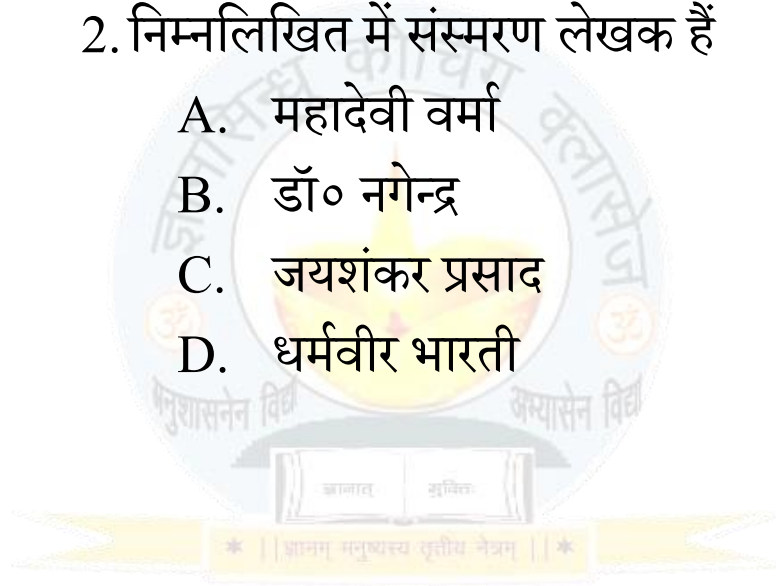 2. निम्नलिखित में संस्मरण लेखक हैं
A. महादेवी वर्मा
B. डॉ० नगेन्द्र
C. जयशंकर प्रसाद
D. धर्मवीर भारती
ज्ञानसिन्धु कोचिंग क्लासेज
ॐ ॐ
अनुशासनेन विद्या अभ्यासेन विद्या
ज्ञानात् मुक्तिः
* ||ज्ञानम् मनुष्यस्य तृतीय नेत्रम् ||*